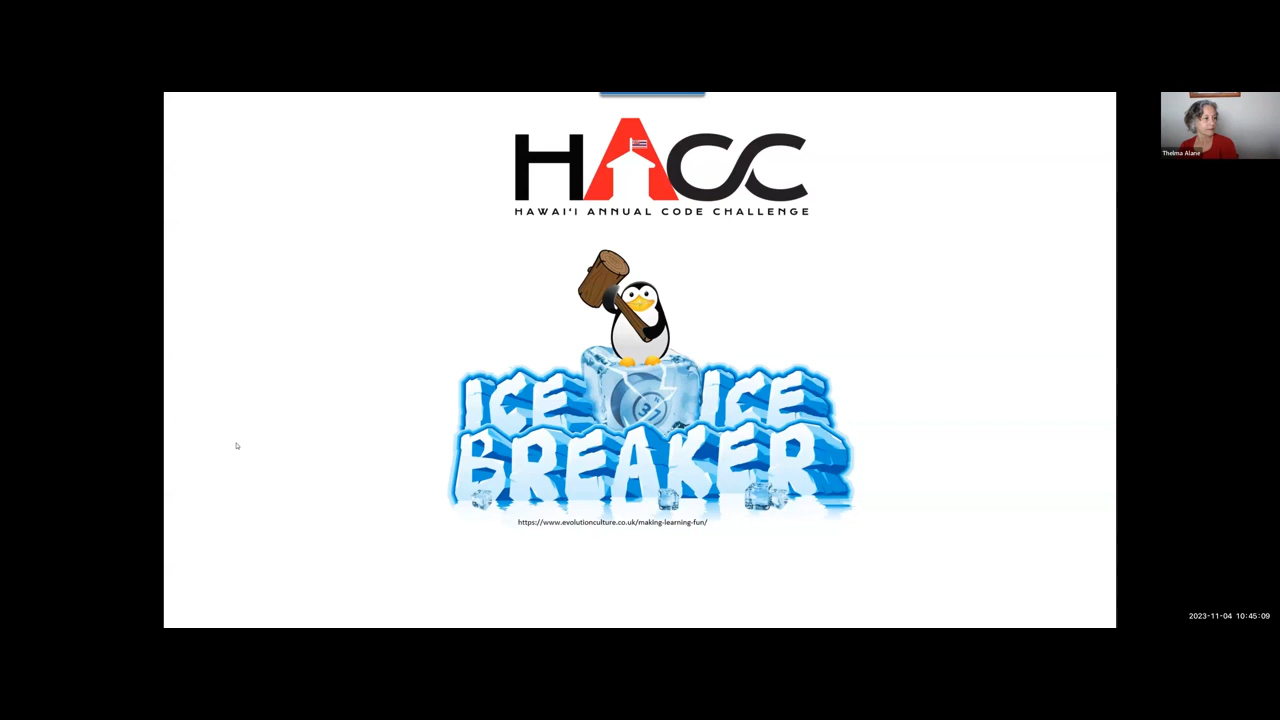 HACC
HAWAI‘I ANNUAL CODE CHALLENGE
ICE ICE
BREAKER
https://www.evolutionculture.co.uk/making-learning-fun/
Thelma Alane
2023-11-04 10:45:09